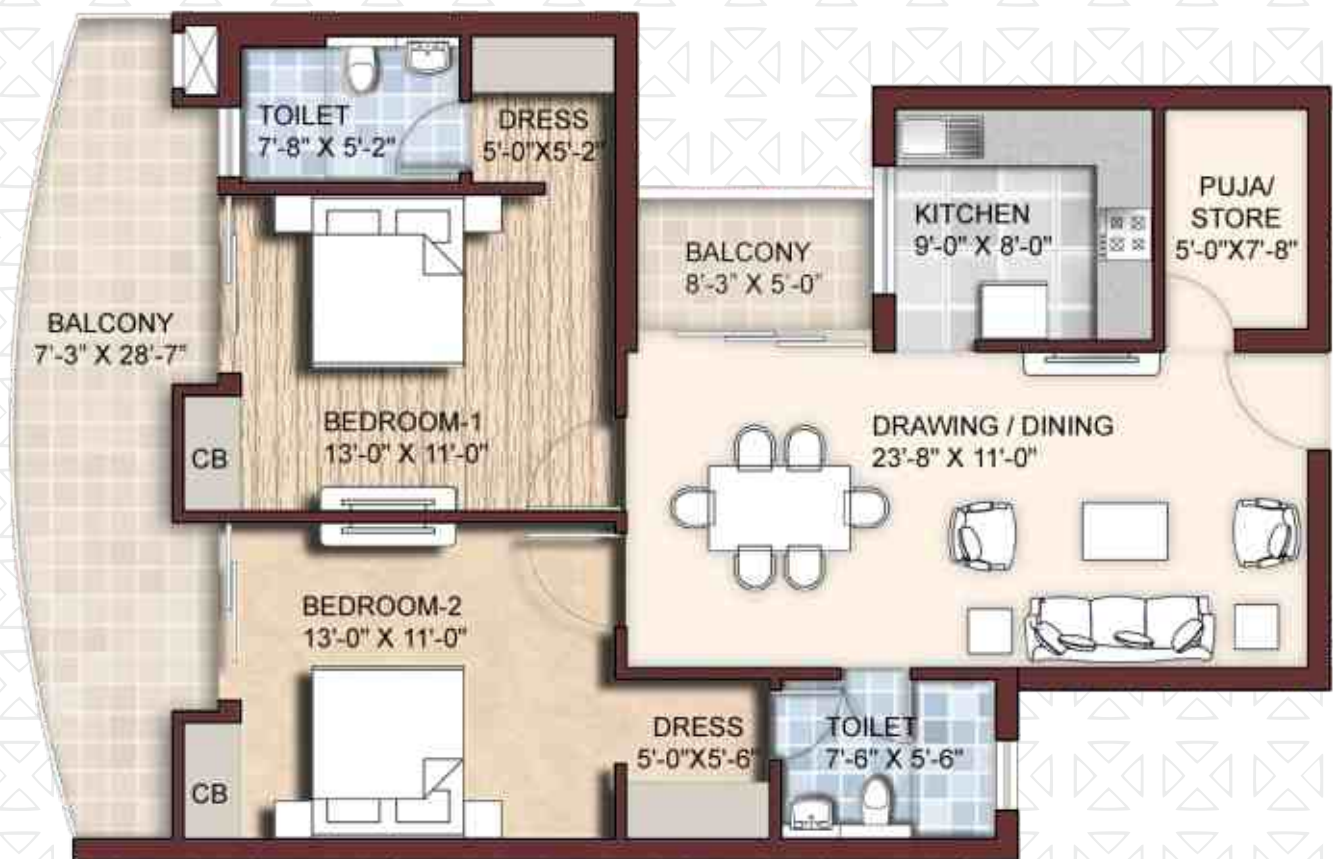 TOILET
7'-8" X 5'-2"
DRESS
5'-0"X5'-2"
BALCONY
8'-3" X 5'-0"
KITCHEN
9'-0" X 8'-0"
PUJA/
STORE
5'-0"X7'-8"
BALCONY
7'-3" X 28'-7"
BEDROOM-1
13'-0" X 11'-0"
CB
DRAWING / DINING
23'-8" X 11'-0"
BEDROOM-2
13'-0" X 11'-0"
CB
DRESS
5'-0"X5'-6"
TOILET
7'-6" X 5'-6"